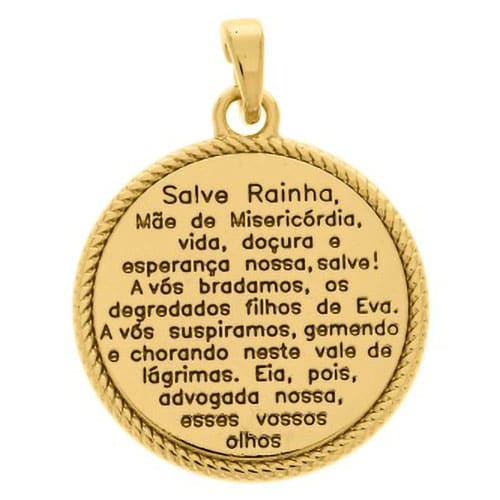 Salve Rainha,
Mãe de Misericórdia,
vida, doçura e
esperança nossa, salve!
A vós bradamos, os
degredados filhos de Eva.
A vós suspiramos, gemendo
e chorando neste vale de
lágrimas. Eia, pois,
advogada nossa,
esses vossos
olhos